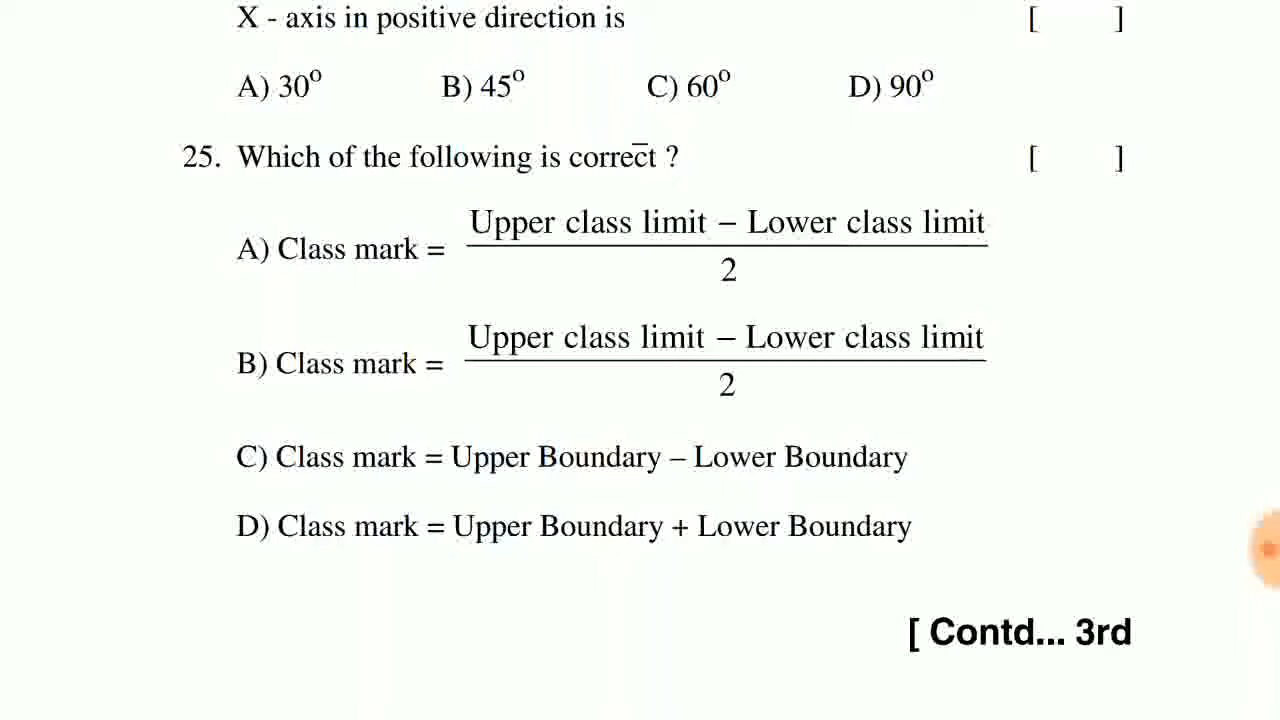 X - axis in positive direction is [ ]
A) 30° B) 45° C) 60° D) 90°
25. Which of the following is correct ? [ ]
A) Class mark = Upper class limit − Lower class limit
2
B) Class mark = Upper class limit − Lower class limit
2
C) Class mark = Upper Boundary – Lower Boundary
D) Class mark = Upper Boundary + Lower Boundary
[ Contd... 3rd